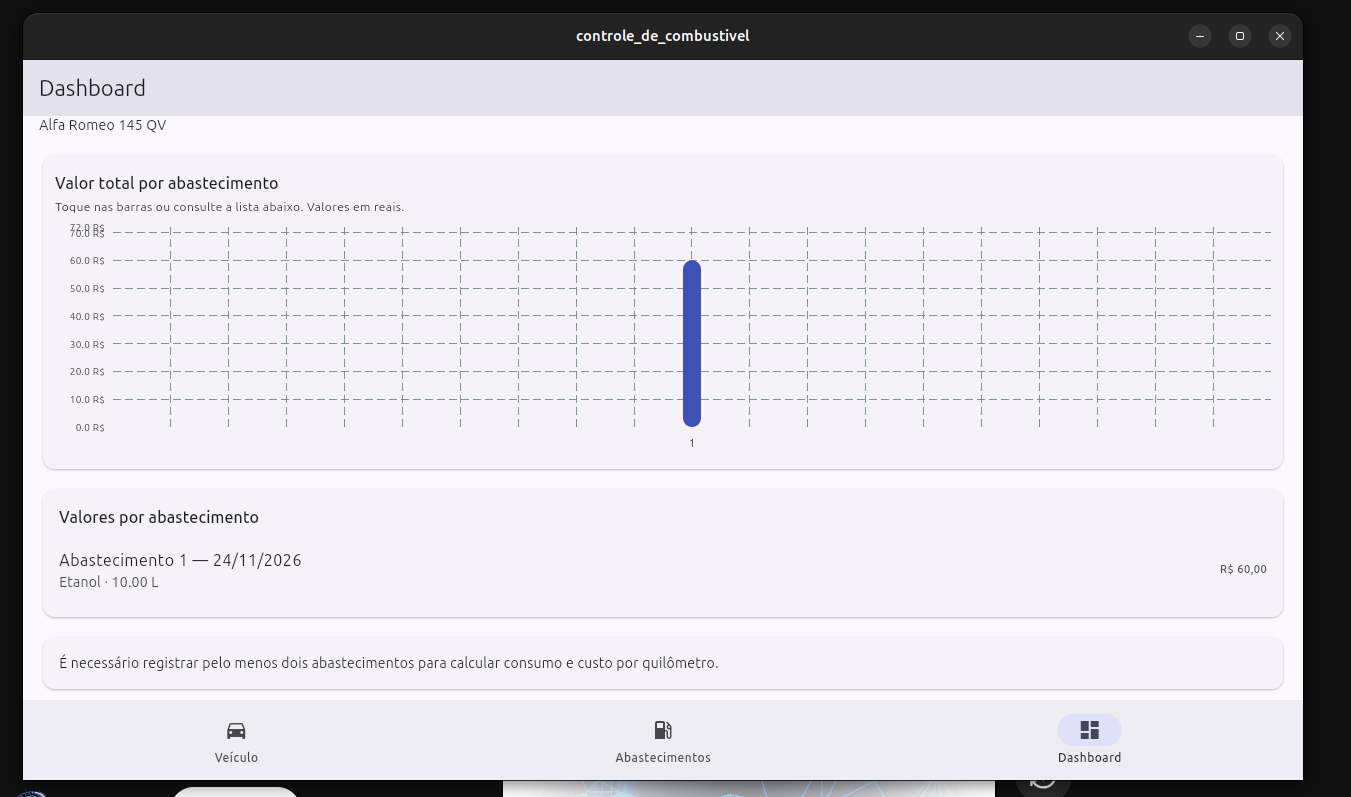 controle_de_combustivel
Dashboard
Alfa Romeo 145 QV
Valor total por abastecimento
Toque nas barras ou consulte a lista abaixo. Valores em reais.
72.0 R$
70.0 R$
60.0 R$
50.0 R$
40.0 R$
30.0 R$
20.0 R$
10.0 R$
0.0 R$
1
Valores por abastecimento
Abastecimento 1 — 24/11/2026
Etanol · 10.00 L
R$ 60,00
É necessário registrar pelo menos dois abastecimentos para calcular consumo e custo por quilômetro.
Veículo
Abastecimentos
Dashboard